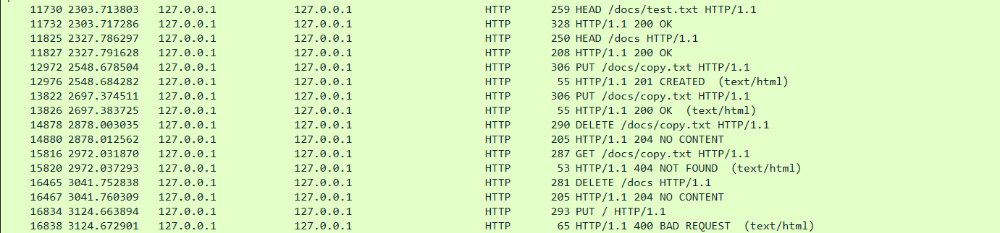 11730 2303.713803 127.0.0.1 127.0.0.1 HTTP 259 HEAD /docs/test.txt HTTP/1.1
11732 2303.717286 127.0.0.1 127.0.0.1 HTTP 328 HTTP/1.1 200 OK
11825 2327.786297 127.0.0.1 127.0.0.1 HTTP 250 HEAD /docs HTTP/1.1
11827 2327.791628 127.0.0.1 127.0.0.1 HTTP 208 HTTP/1.1 200 OK
12972 2548.678504 127.0.0.1 127.0.0.1 HTTP 306 PUT /docs/copy.txt HTTP/1.1
12976 2548.684282 127.0.0.1 127.0.0.1 HTTP 55 HTTP/1.1 201 CREATED (text/html)
13822 2697.374511 127.0.0.1 127.0.0.1 HTTP 306 PUT /docs/copy.txt HTTP/1.1
13826 2697.383725 127.0.0.1 127.0.0.1 HTTP 55 HTTP/1.1 200 OK (text/html)
14878 2878.003035 127.0.0.1 127.0.0.1 HTTP 290 DELETE /docs/copy.txt HTTP/1.1
14880 2878.012562 127.0.0.1 127.0.0.1 HTTP 205 HTTP/1.1 204 NO CONTENT
15816 2972.031870 127.0.0.1 127.0.0.1 HTTP 287 GET /docs/copy.txt HTTP/1.1
15820 2972.037293 127.0.0.1 127.0.0.1 HTTP 53 HTTP/1.1 404 NOT FOUND (text/html)
16465 3041.752838 127.0.0.1 127.0.0.1 HTTP 281 DELETE /docs HTTP/1.1
16467 3041.760309 127.0.0.1 127.0.0.1 HTTP 205 HTTP/1.1 204 NO CONTENT
16834 3124.663894 127.0.0.1 127.0.0.1 HTTP 293 PUT / HTTP/1.1
16838 3124.672901 127.0.0.1 127.0.0.1 HTTP 65 HTTP/1.1 400 BAD REQUEST (text/html)